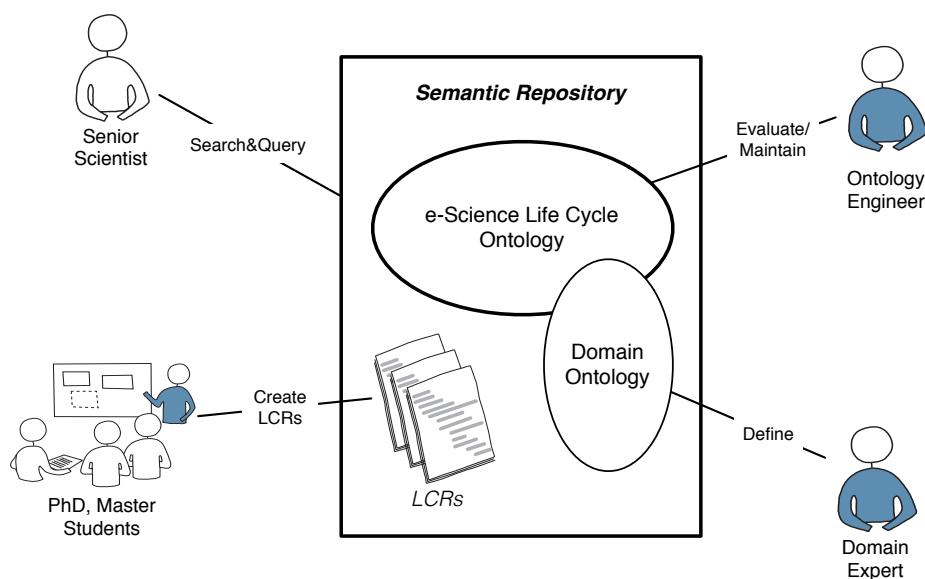 Semantic Repository
Senior
Scientist
Search&Query
Evaluate/
Maintain
Ontology
Engineer
e-Science Life Cycle
Ontology
Domain
Ontology
Create
LCRs
LCRs
PhD, Master
Students
Define
Domain
Expert